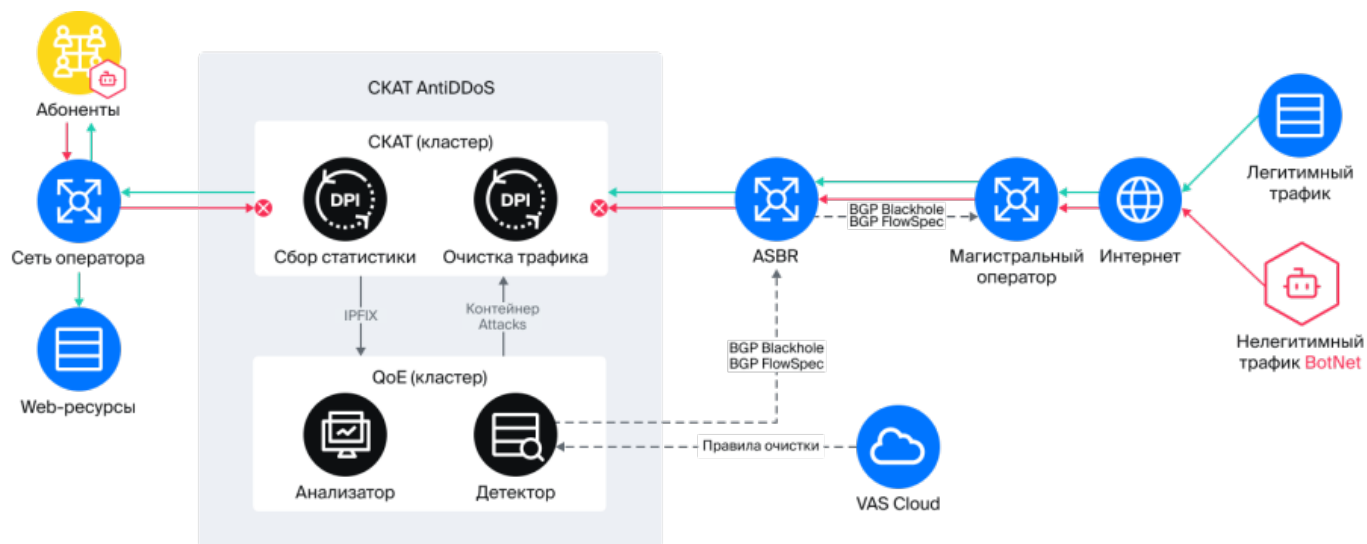 Абоненты
Сеть оператора
Web-ресурсы
СКАТ AntiDDoS
СКАТ (кластер)
DPI
DPI
Сбор статистики
Очистка трафика
IPFIX
Контейнер
Attacks
QoE (кластер)
Анализатор
Детектор
BGP Blackhole
BGP FlowSpec
Правила очистки
VAS Cloud
ASBR
BGP Blackhole
BGP FlowSpec
Магистральный
оператор
Интернет
Легитимный
трафик
Нелегитимный
трафик BotNet